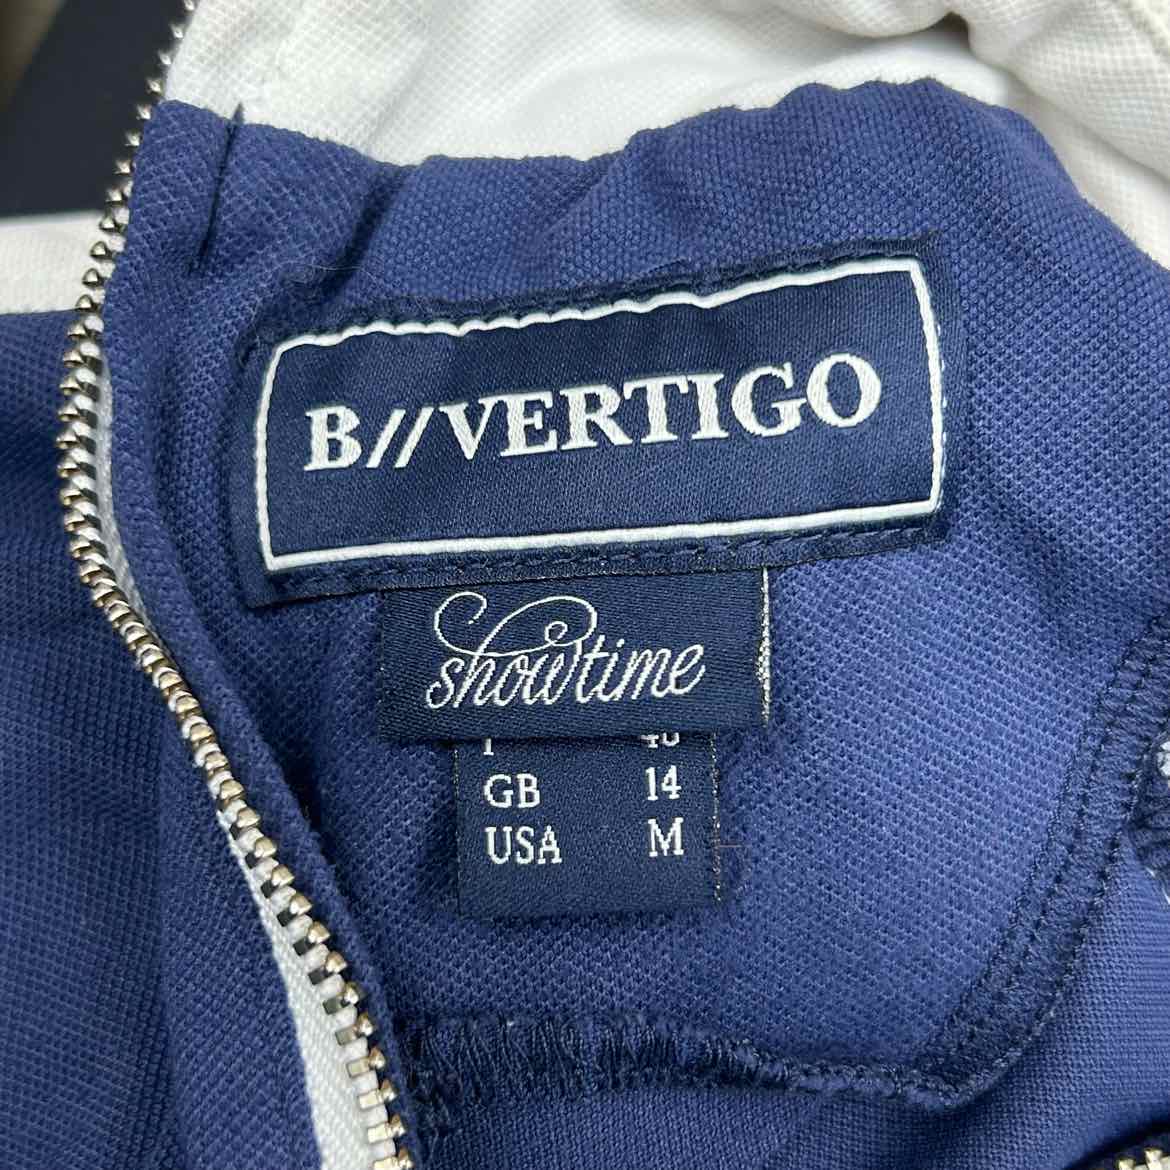 B//VERTIGO
showtime
GB 14
USA M